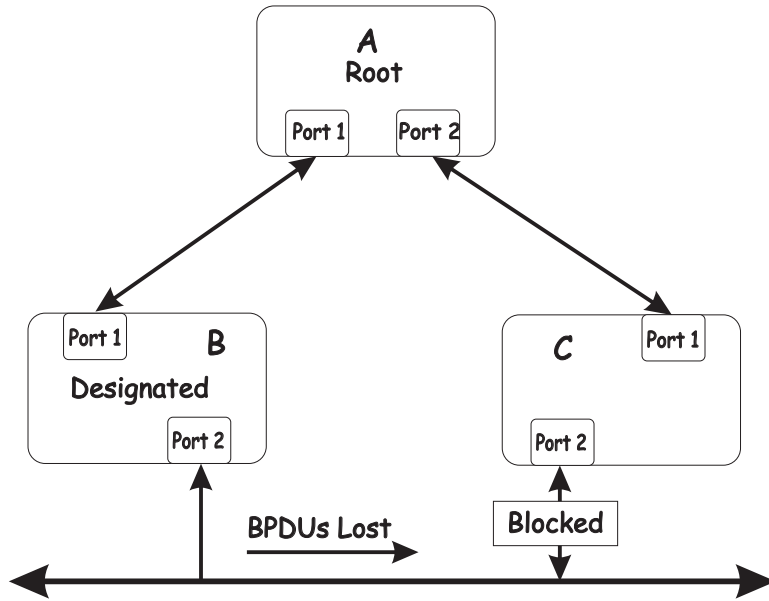 A
Root
Port 1
Port 2
Port 1
B
Designated
Port 2
C
Port 1
Port 2
BPDUs Lost
Blocked